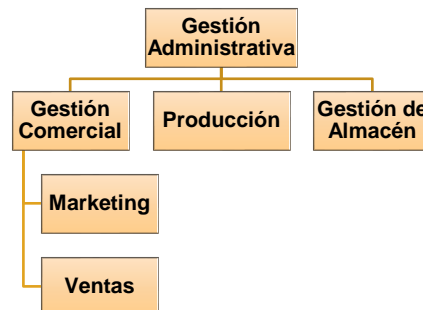 Gestión
Administrativa
Gestión
Comercial
Producción
Gestión de
Almacén
Marketing
Ventas